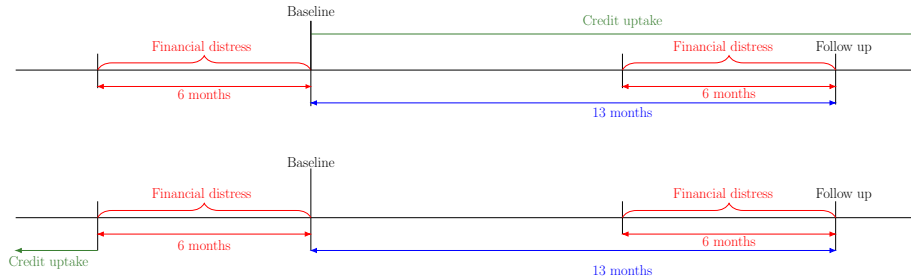 Baseline
Credit uptake
Financial distress
Financial distress
Follow up
6 months
6 months
13 months
Baseline
Financial distress
Financial distress
Follow up
6 months
6 months
Credit uptake
13 months